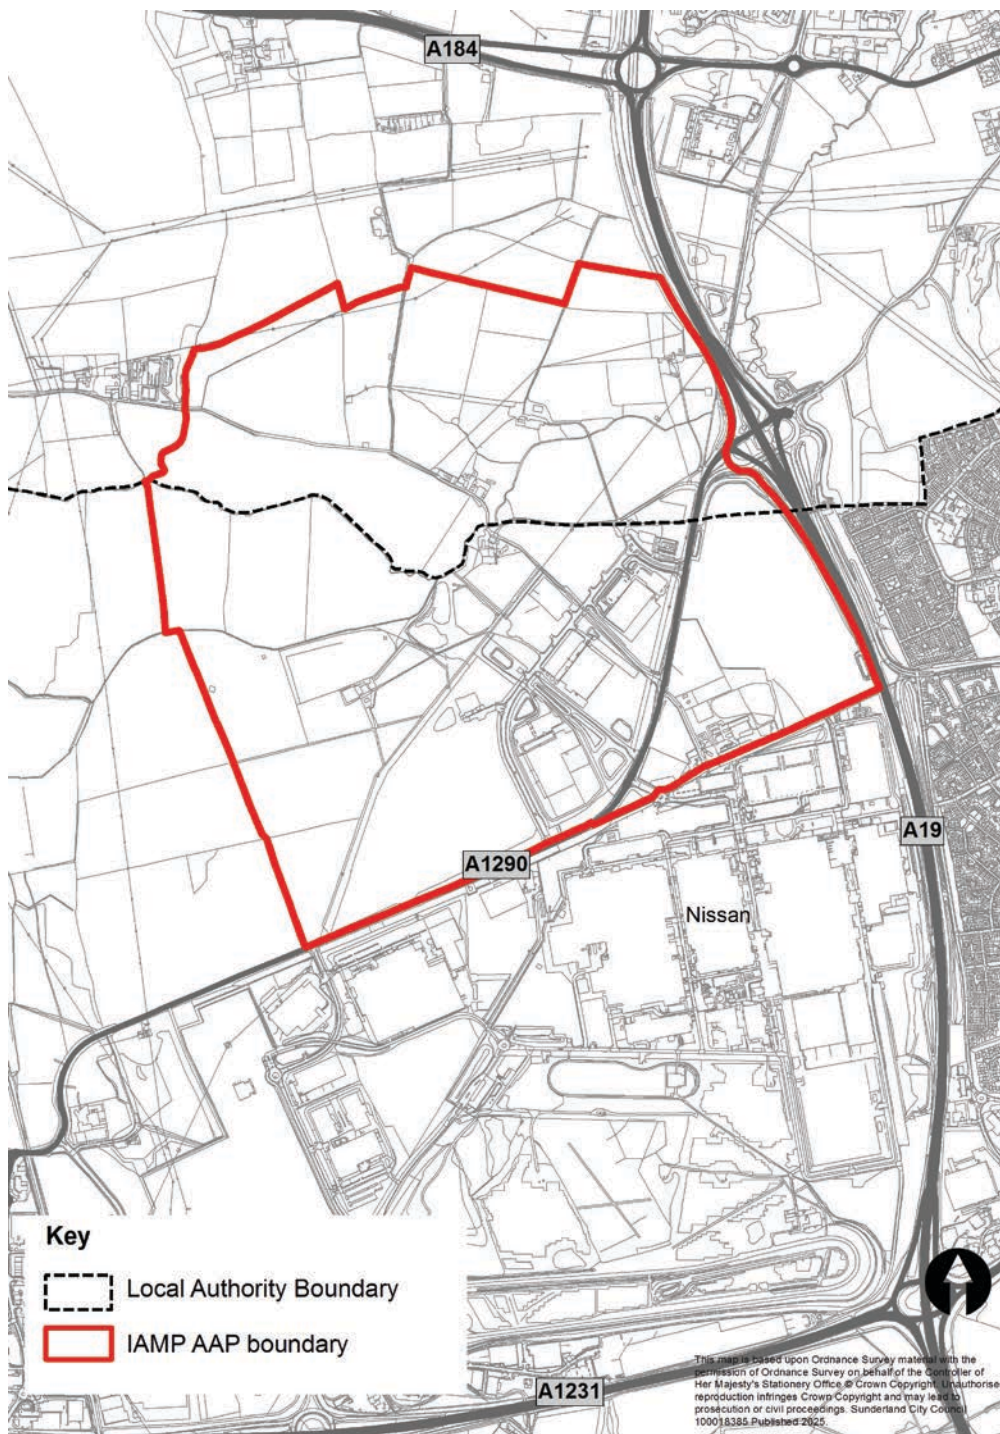 A184
A19
A1290
Nissan
Key
Local Authority Boundary
IAMP AAP boundary
A1231
This map is based upon Ordnance Survey material with the
permission of Ordnance Survey on behalf of the Controller of
Her Majesty's Stationery Office © Crown Copyright. Unauthorise
reproduction infringes Crown Copyright and may lead to
prosecution or civil proceedings. Sunderland City Council
100018385 Published 2025.